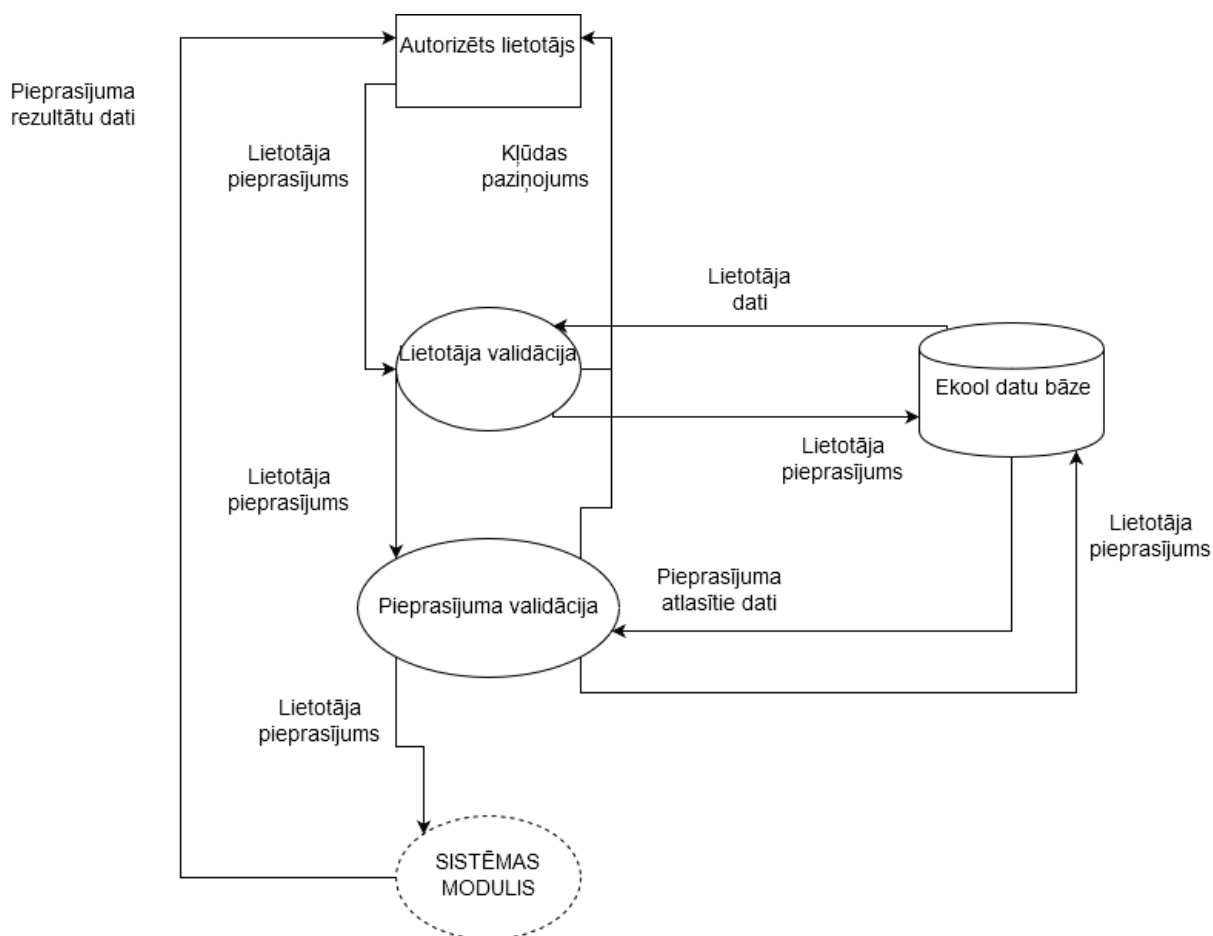 Autorizēts lietotājs
Pieprasījuma
rezultātu dati
Lietotāja
pieprasījums
Kļūdas
paziņojums
Lietotāja
dati
Lietotāja validācija
Ekool datu bāze
Lietotāja
pieprasījums
Lietotāja
pieprasījums
Lietotāja
pieprasījums
Pieprasījuma
atlasītie dati
Pieprasījuma validācija
Lietotāja
pieprasījums
SISTĒMAS
MODULIS